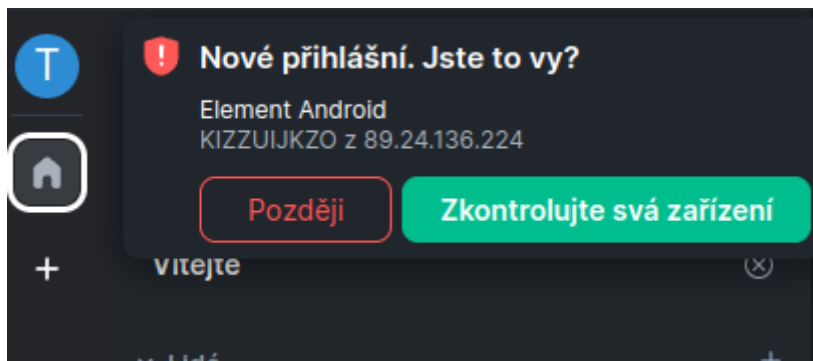 T
Nové přihlášní. Jste to vy?
Element Android
KIZZUIJKZO z 89.24.136.224
Později
Zkontrolujte svá zařízení
Vítejte